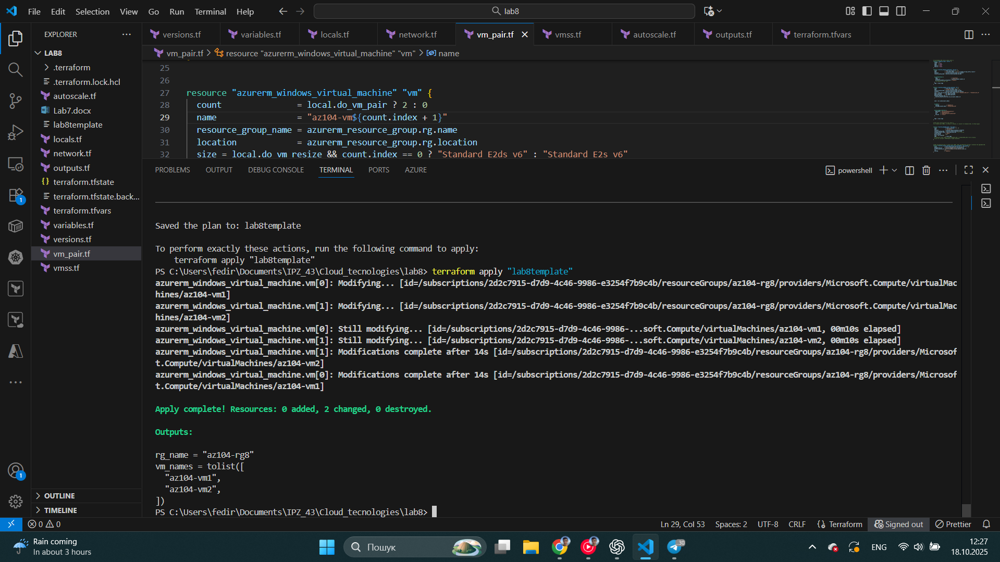 File Edit Selection View Go Run Terminal Help
lab8
EXPLORER
LAB8
.terraform
.terraform.lock.hcl
autoscale.tf
Lab7.docx
lab8template
locals.tf
network.tf
outputs.tf
terraform.tfstate
terraform.tfstate.back...
terraform.tfvars
variables.tf
versions.tf
vm_pair.tf
vmss.tf
OUTLINE
TIMELINE
versions.tf variables.tf locals.tf network.tf vm_pair.tf vmss.tf autoscale.tf outputs.tf terraform.tfvars
vm_pair.tf > resource "azurerm_windows_virtual_machine" "vm" > name
25
26
27 resource "azurerm_windows_virtual_machine" "vm" {
28 count = local.do_vm_pair ? 2 : 0
29 name = "az104-vm${count.index + 1}"
30 resource_group_name = azurerm_resource_group.rg.name
31 location = azurerm_resource_group.rg.location
32 size = local.do_vm_resize && count.index == 0 ? "Standard_E2ds_v6" : "Standard_E2s_v6"
PROBLEMS OUTPUT DEBUG CONSOLE TERMINAL PORTS AZURE
powershell
Saved the plan to: lab8template
To perform exactly these actions, run the following command to apply:
terraform apply "lab8template"
PS C:\Users\fedir\Documents\IPZ_43\Cloud_tecnologies\lab8> terraform apply "lab8template"
azurerm_windows_virtual_machine.vm[0]: Modifying... [id=/subscriptions/2d2c7915-d7d9-4c46-9986-e3254f7b9c4b/resourceGroups/az104-rg8/providers/Microsoft.Compute/virtualMac
hines/az104-vm1]
azurerm_windows_virtual_machine.vm[1]: Modifying... [id=/subscriptions/2d2c7915-d7d9-4c46-9986-e3254f7b9c4b/resourceGroups/az104-rg8/providers/Microsoft.Compute/virtualMac
hines/az104-vm2]
azurerm_windows_virtual_machine.vm[0]: Still modifying... [id=/subscriptions/2d2c7915-d7d9-4c46-9986-...soft.Compute/virtualMachines/az104-vm1, 00m10s elapsed]
azurerm_windows_virtual_machine.vm[1]: Still modifying... [id=/subscriptions/2d2c7915-d7d9-4c46-9986-...soft.Compute/virtualMachines/az104-vm2, 00m10s elapsed]
azurerm_windows_virtual_machine.vm[1]: Modifications complete after 14s [id=/subscriptions/2d2c7915-d7d9-4c46-9986-e3254f7b9c4b/resourceGroups/az104-rg8/providers/Microsof
t.Compute/virtualMachines/az104-vm2]
azurerm_windows_virtual_machine.vm[0]: Modifications complete after 14s [id=/subscriptions/2d2c7915-d7d9-4c46-9986-e3254f7b9c4b/resourceGroups/az104-rg8/providers/Microsof
t.Compute/virtualMachines/az104-vm1]
Apply complete! Resources: 0 added, 2 changed, 0 destroyed.
Outputs:
rg_name = "az104-rg8"
vm_names = tolist([
"az104-vm1",
"az104-vm2",
])
PS C:\Users\fedir\Documents\IPZ_43\Cloud_tecnologies\lab8>
0 0
Ln 29, Col 53 Spaces: 2 UTF-8 CRLF {} Terraform Signed out Prettier
Rain coming
In about 3 hours
Пошук
ENG
12:27
18.10.2025